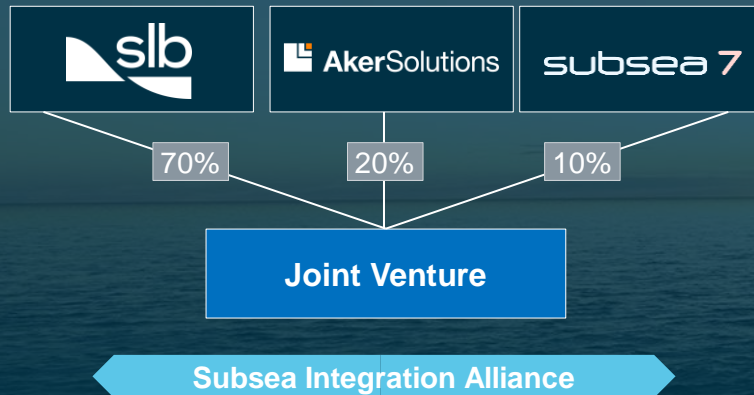 slb
AkerSolutions
subsea 7
70%
20%
10%
Joint Venture
Subsea Integration Alliance